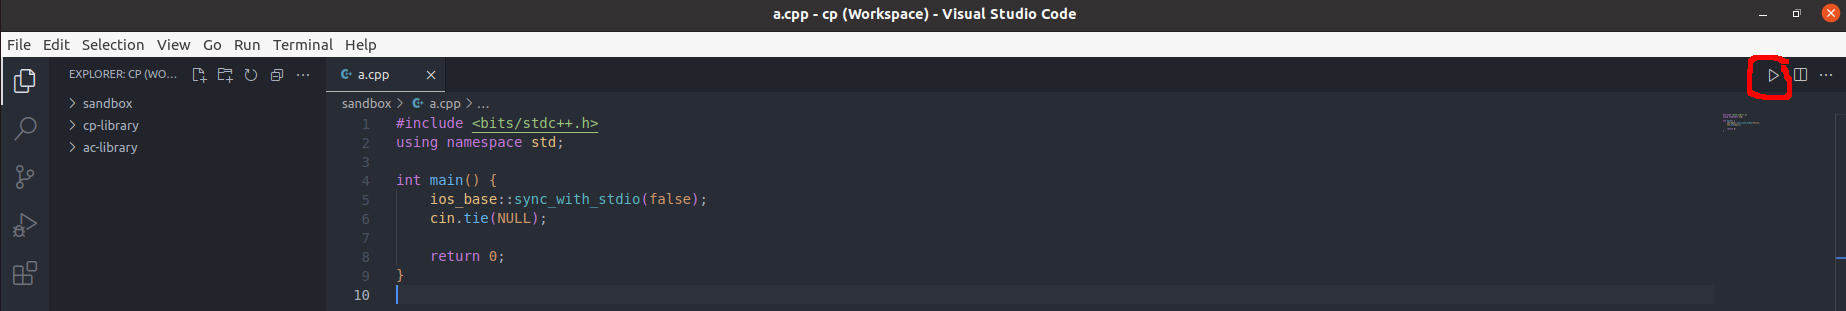 a.cpp - cp (Workspace) - Visual Studio Code
File Edit Selection View Go Run Terminal Help
EXPLORER: CP (WO...
a.cpp
sandbox
cp-library
ac-library
sandbox > a.cpp > ...
1 #include <bits/stdc++.h>
2 using namespace std;
3
4 int main() {
5 ios_base::sync_with_stdio(false);
6 cin.tie(NULL);
7
8 return 0;
9 }
10